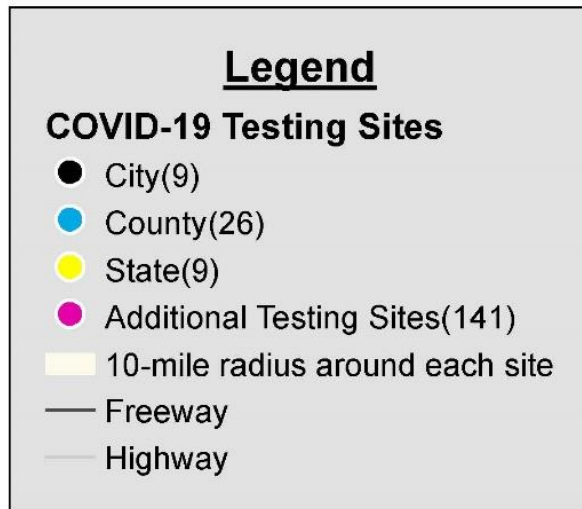 Legend
COVID-19 Testing Sites
City(9)
County(26)
State(9)
Additional Testing Sites(141)
10-mile radius around each site
Freeway
Highway